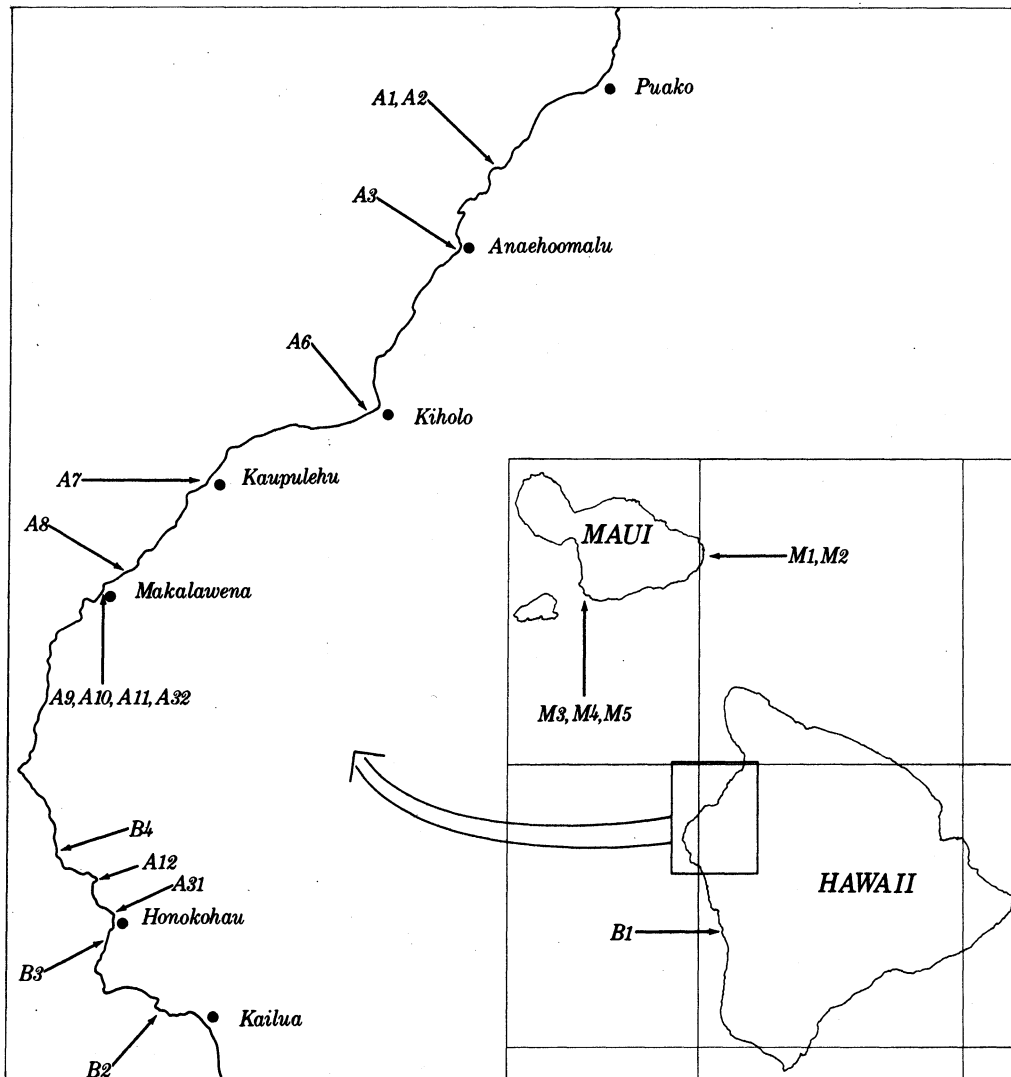 Puako
A1, A2
A3
Anaehoomalu
A6
Kiholo
A7
Kaupulehu
A8
Makalawena
A9, A10, A11, A32
B4
A12
A31
Honokohau
B3
Kailua
B2
MAUI
M1, M2
M3, M4, M5
HAWAII
B1